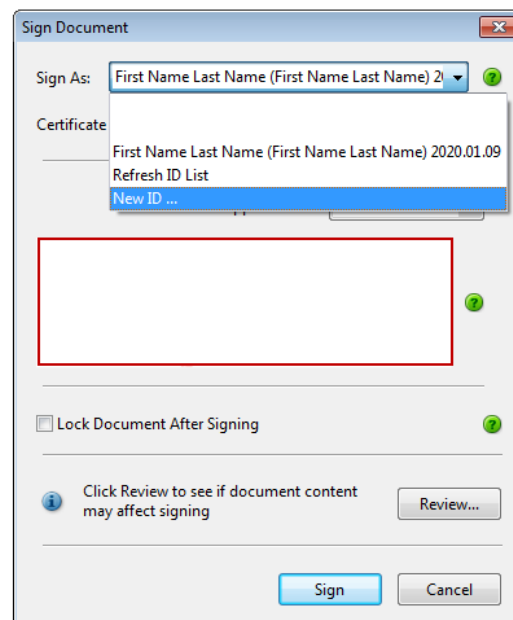 Sign Document
Sign As:
First Name Last Name (First Name Last Name) 2
Certificate
First Name Last Name (First Name Last Name) 2020.01.09
Refresh ID List
New ID ...
Lock Document After Signing
Click Review to see if document content
may affect signing
Review...
Sign
Cancel